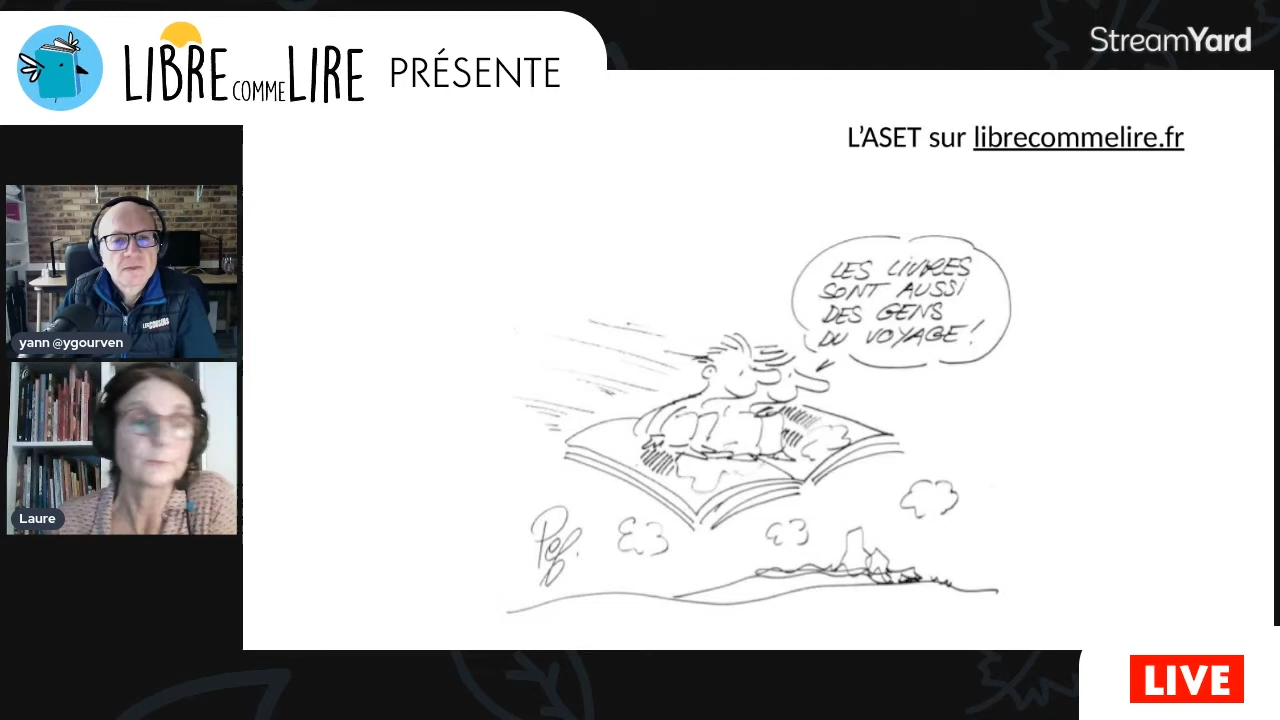 LIBRE COMME LIRE PRÉSENTE
StreamYard
L'ASET sur librecommelire.fr
LES LIVRES
SONT AUSSI
DES GENS
DU VOYAGE !
yann @ygourven
Laure
Pef.
LIVE